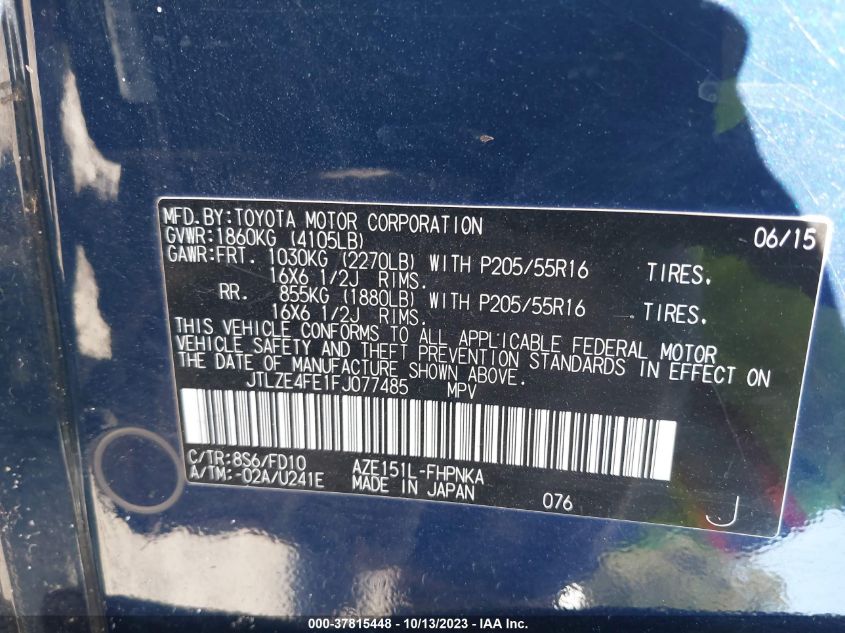 MFD.BY:TOYOTA MOTOR CORPORATION 06/15
GVWR:1860KG (4105LB)
GAWR:FRT. 1030KG (2270LB) WITH P205/55R16 TIRES.
16X6 1/2J RIMS.
RR. 855KG (1880LB) WITH P205/55R16 TIRES.
16X6 1/2J RIMS.
THIS VEHICLE CONFORMS TO ALL APPLICABLE FEDERAL MOTOR
VEHICLE SAFETY AND THEFT PREVENTION STANDARDS IN EFFECT ON
THE DATE OF MANUFACTURE SHOWN ABOVE.
JTLZE4FE1FJ077485 MPV
C/TR:8S6/FD10 AZE151L-FHPNKA
A/TM:-02A/U241E MADE IN JAPAN 076 J
000-37815448 - 10/13/2023 - IAA Inc.